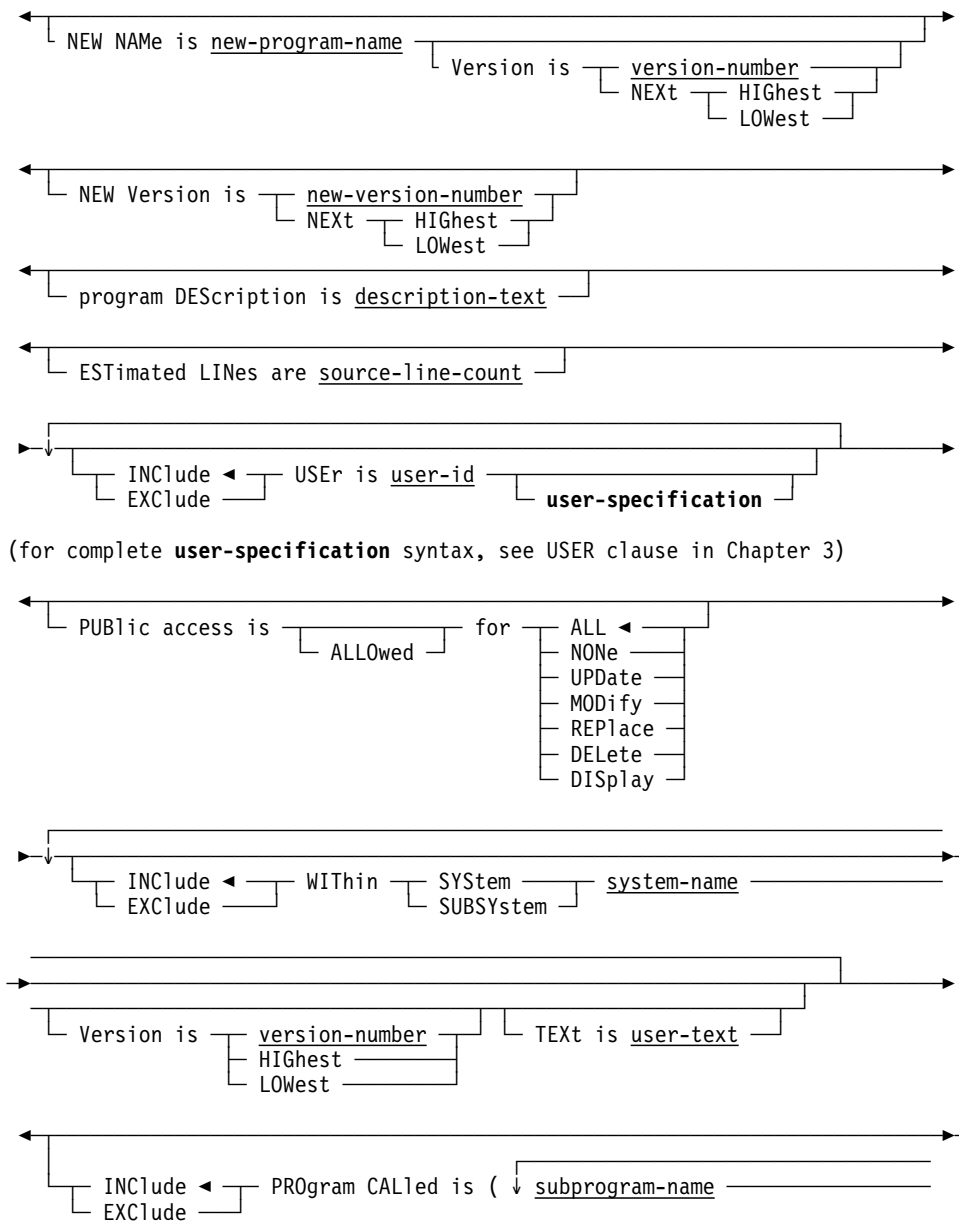 NEW NAMe is new-program-name
Version is version-number
NEXt HIGhest
LOWest
NEW Version is new-version-number
NEXt HIGhest
LOWest
program DEScription is description-text
ESTimated LINes are source-line-count
INClude USEr is user-id
EXClude user-specification
(for complete user-specification syntax, see USER clause in Chapter 3)
PUBlic access is for ALL
ALLOwed NONe
UPDate
MODify
REPlace
DELete
DISplay
INClude WIThin SYStem system-name
EXClude SUBSYstem
Version is version-number TEXt is user-text
HIGhest
LOWest
INClude PROgram CALled is ( subprogram-name
EXClude